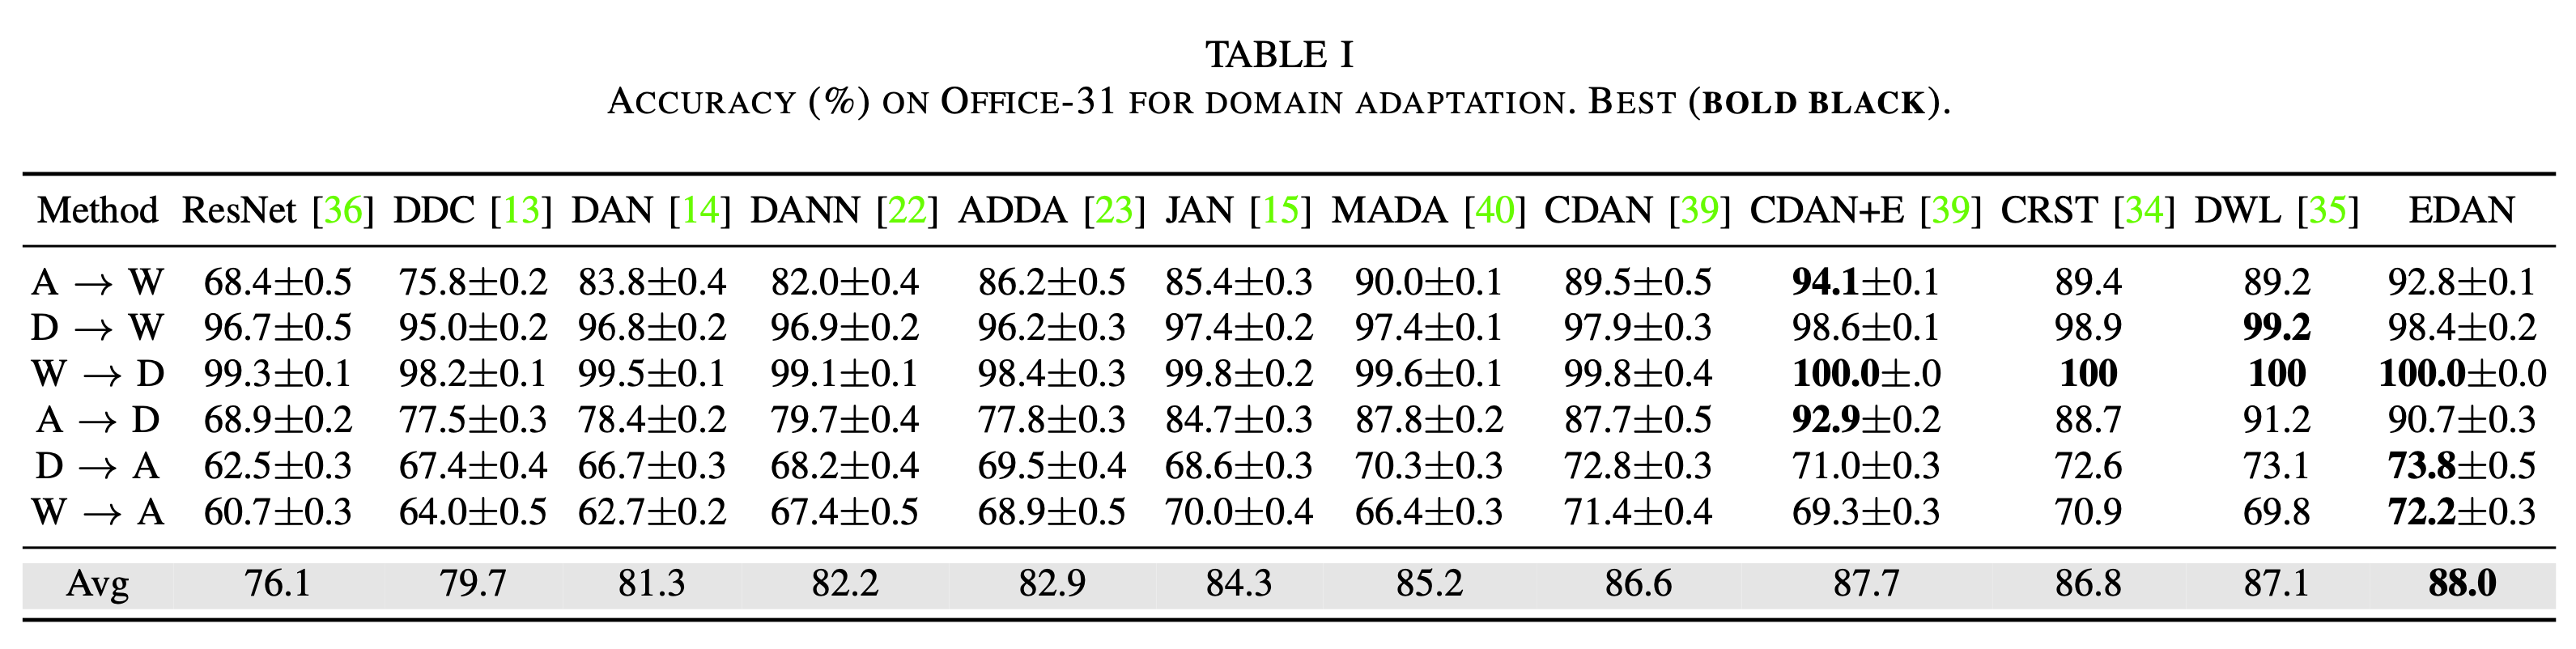 TABLE I
ACCURACY (%) ON OFFICE-31 FOR DOMAIN ADAPTATION. BEST (BOLD BLACK).
Method ResNet [36] DDC [13] DAN [14] DANN [22] ADDA [23] JAN [15] MADA [40] CDAN [39] CDAN+E [39] CRST [34] DWL [35] EDAN
A → W 68.4±0.5 75.8±0.2 83.8±0.4 82.0±0.4 86.2±0.5 85.4±0.3 90.0±0.1 89.5±0.5 94.1±0.1 89.4 89.2 92.8±0.1
D → W 96.7±0.5 95.0±0.2 96.8±0.2 96.9±0.2 96.2±0.3 97.4±0.2 97.4±0.1 97.9±0.3 98.6±0.1 98.9 99.2 98.4±0.2
W → D 99.3±0.1 98.2±0.1 99.5±0.1 99.1±0.1 98.4±0.3 99.8±0.2 99.6±0.1 99.8±0.4 100.0±.0 100 100 100.0±0.0
A → D 68.9±0.2 77.5±0.3 78.4±0.2 79.7±0.4 77.8±0.3 84.7±0.3 87.8±0.2 87.7±0.5 92.9±0.2 88.7 91.2 90.7±0.3
D → A 62.5±0.3 67.4±0.4 66.7±0.3 68.2±0.4 69.5±0.4 68.6±0.3 70.3±0.3 72.8±0.3 71.0±0.3 72.6 73.1 73.8±0.5
W → A 60.7±0.3 64.0±0.5 62.7±0.2 67.4±0.5 68.9±0.5 70.0±0.4 66.4±0.3 71.4±0.4 69.3±0.3 70.9 69.8 72.2±0.3
Avg 76.1 79.7 81.3 82.2 82.9 84.3 85.2 86.6 87.7 86.8 87.1 88.0